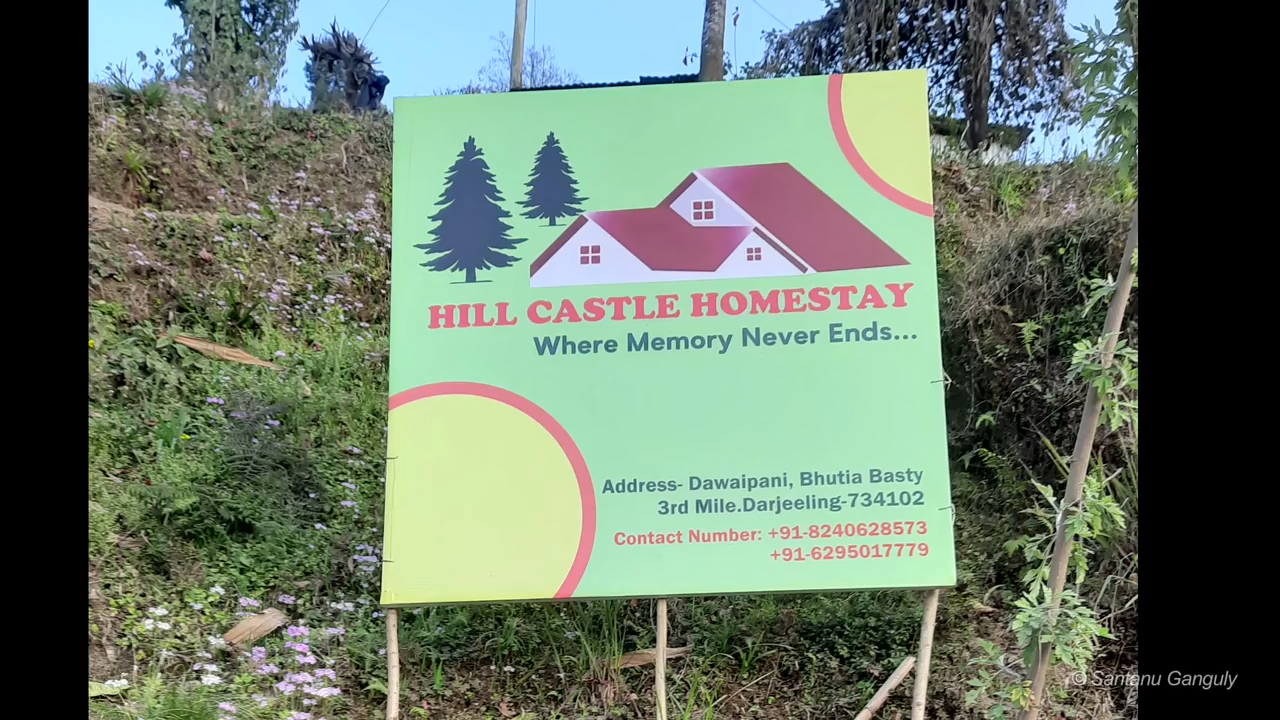 HILL CASTLE HOMESTAY
Where Memory Never Ends...
Address- Dawaipani, Bhutia Basty
3rd Mile.Darjeeling-734102
Contact Number: +91-8240628573
+91-6295017779
© Santanu Ganguly